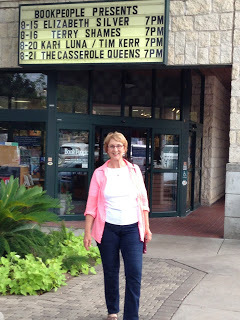 BOOKPEOPLE PRESENTS
8-15 ELIZABETH SILVER 7PM
8-16 TERRY SHAMES 7PM
8-20 KARI LUNA / TIM KERR 7PM
8-21 THE CASSEROLE QUEENS 7PM
BookPeople